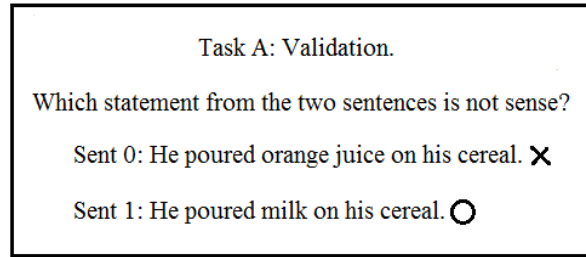 Task A: Validation.
Which statement from the two sentences is not sense?
Sent 0: He poured orange juice on his cereal. ✕
Sent 1: He poured milk on his cereal. ○